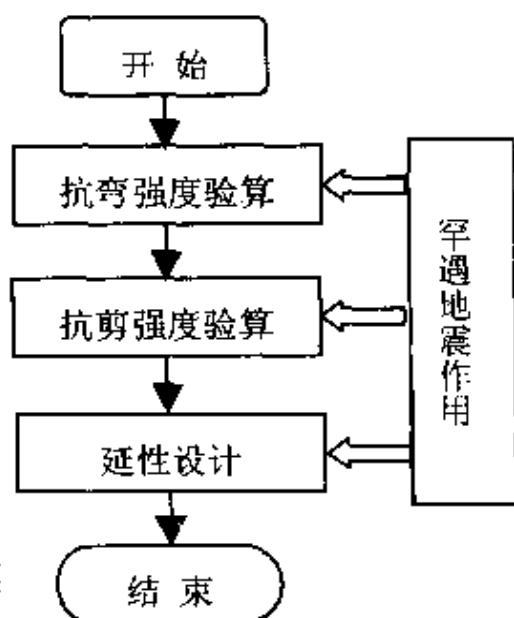 开 始
抗弯强度验算
抗剪强度验算
延性设计
结 束
罕遇地震作用